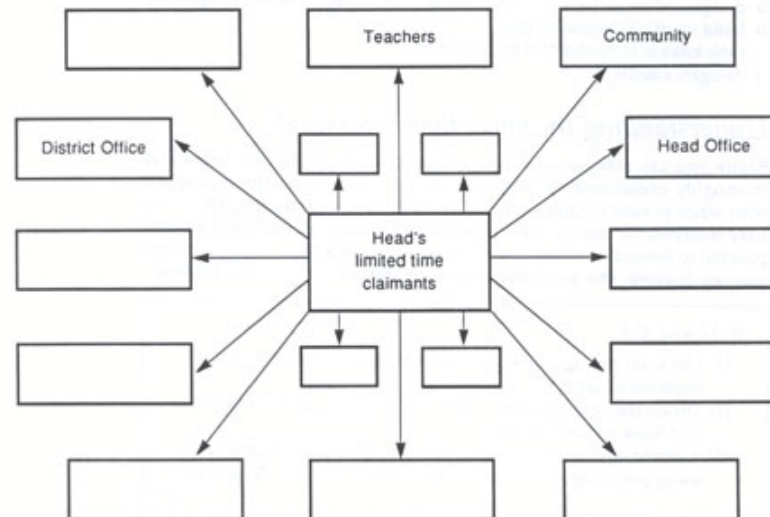 Teachers
Community
District Office
Head Office
Head's
limited time
claimants